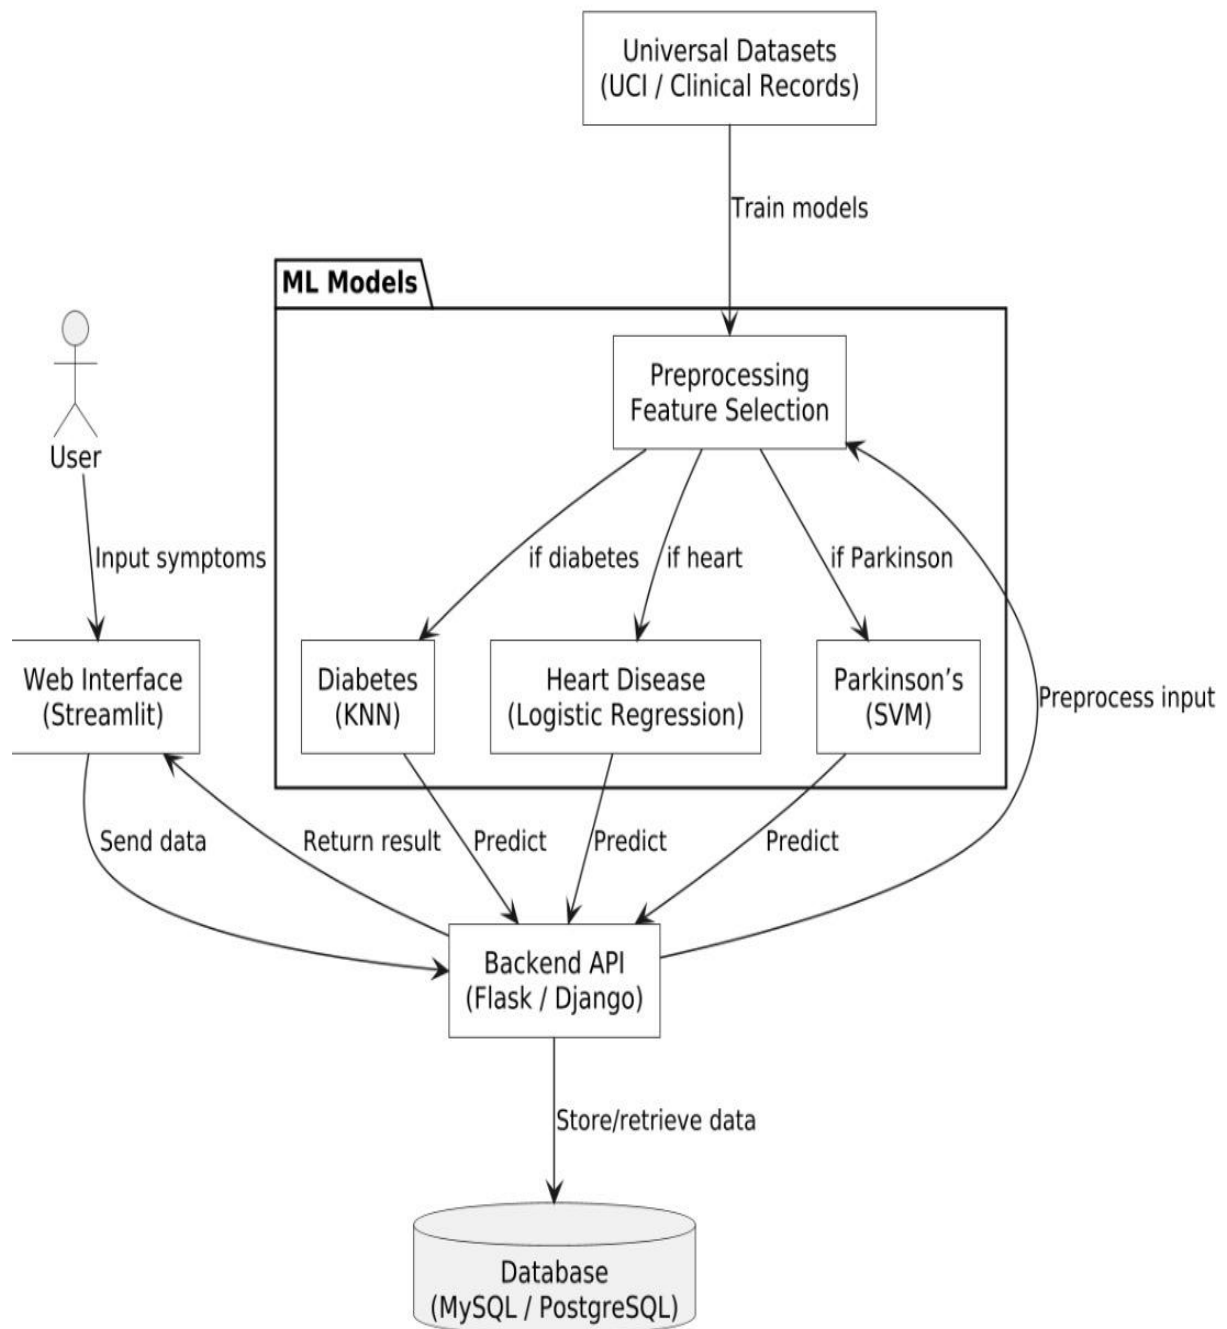 Universal Datasets
(UCI / Clinical Records)
Train models
ML Models
Preprocessing
Feature Selection
User
Input symptoms
if diabetes
if heart
if Parkinson
Web Interface
(Streamlit)
Diabetes
(KNN)
Heart Disease
(Logistic Regression)
Parkinson’s
(SVM)
Preprocess input
Send data
Return result
Predict
Predict
Predict
Backend API
(Flask / Django)
Store/retrieve data
Database
(MySQL / PostgreSQL)